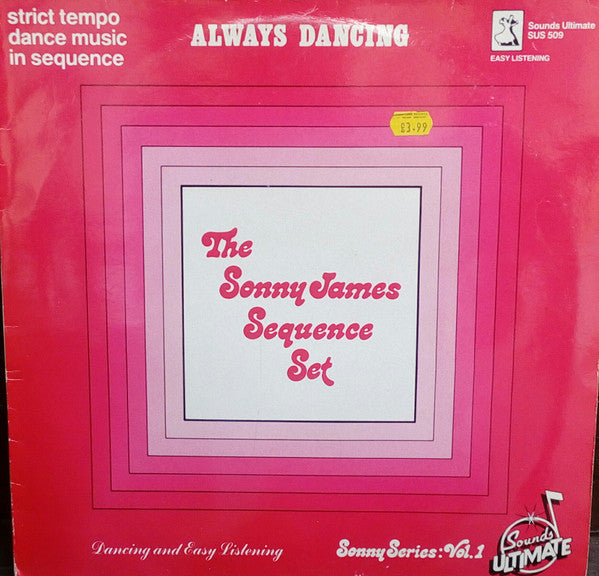 strict tempo
dance music
in sequence
ALWAYS DANCING
Sounds Ultimate
SUS 509
EASY LISTENING
£3.99
The
Sonny James
Sequence
Set
Dancing and Easy Listening
Sonny Series: Vol. 1
Sounds
ULTIMATE